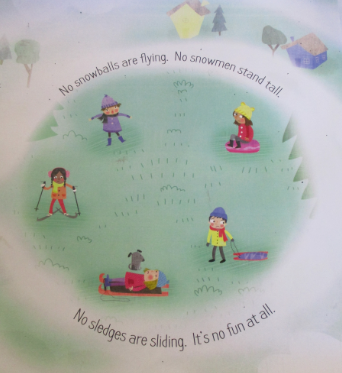 No snowballs are flying. No snowmen stand tall.
No sledges are sliding. It's no fun at all.